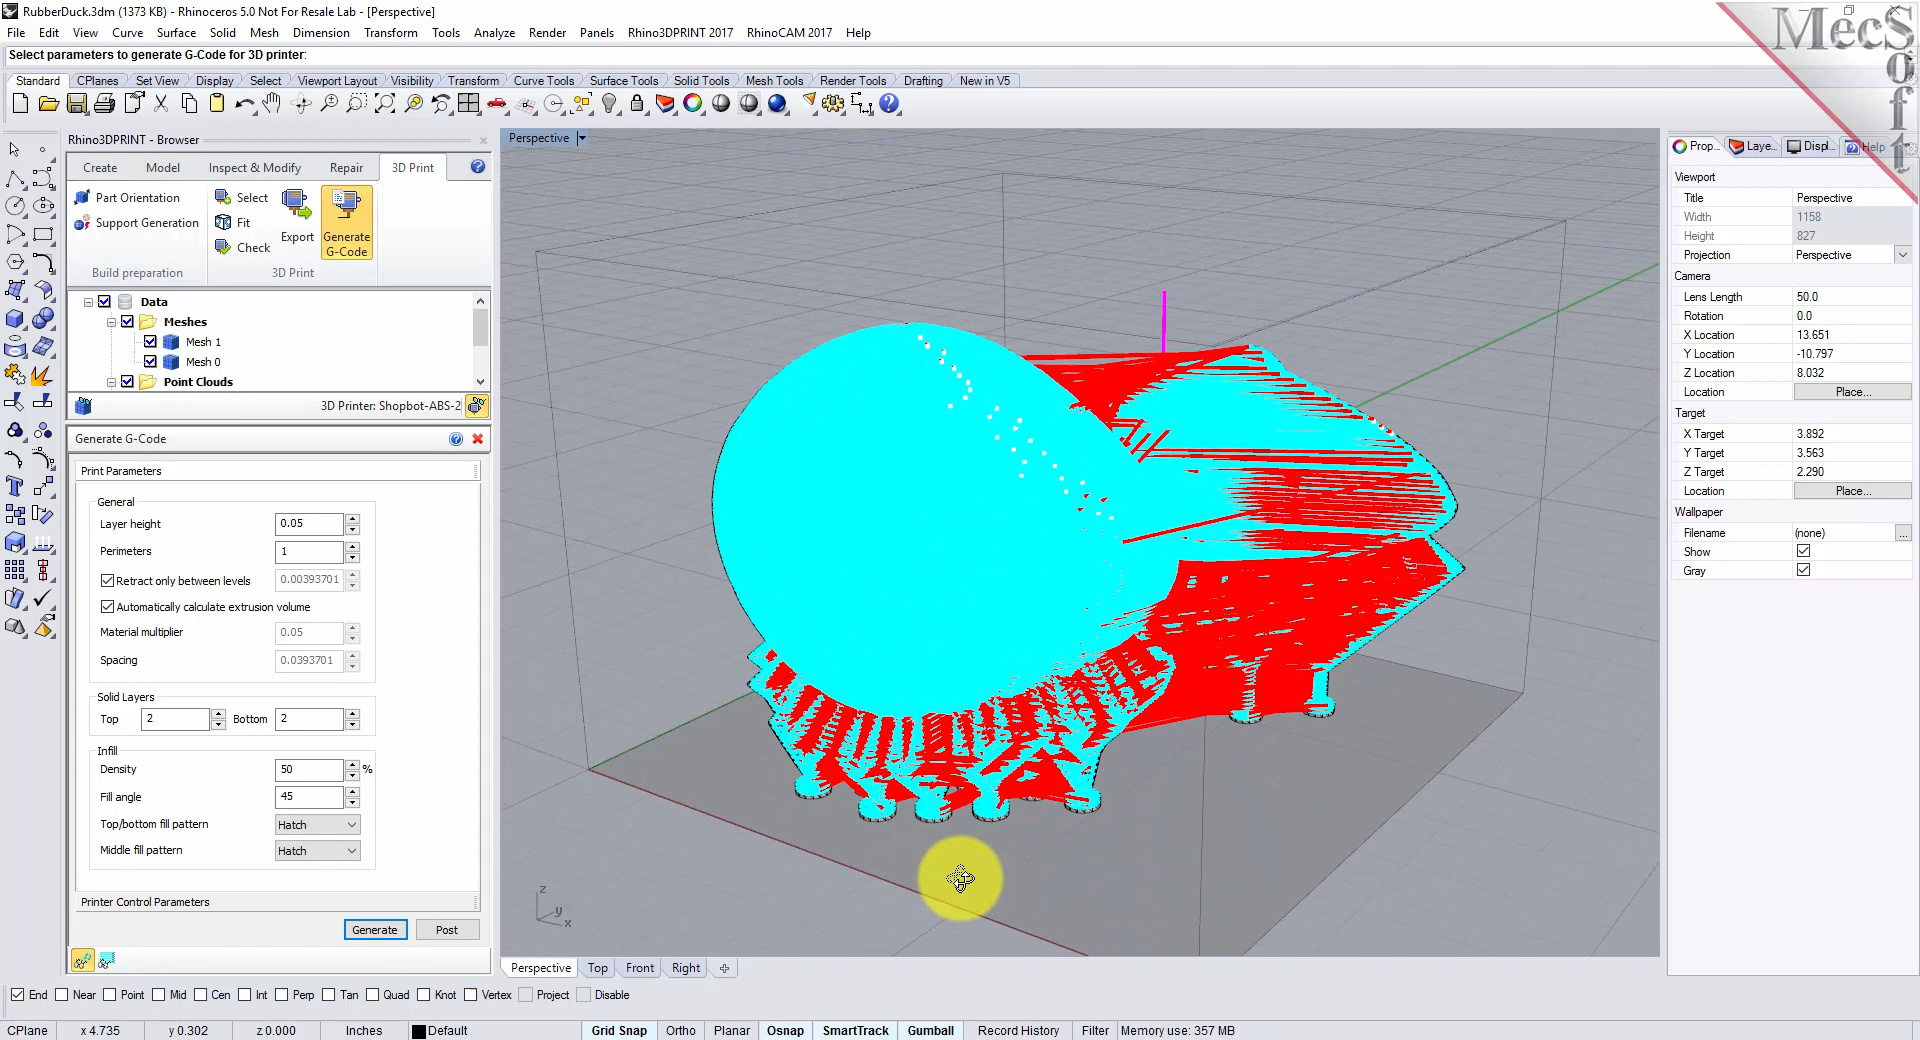 RubberDuck.3dm (1373 KB) - Rhinoceros 5.0 Not For Resale Lab - [Perspective]
File Edit View Curve Surface Solid Mesh Dimension Transform Tools Analyze Render Panels Rhino3DPRINT 2017 RhinoCAM 2017 Help
Select parameters to generate G-Code for 3D printer:
Standard CPlanes Set View Display Select Viewport Layout Visibility Transform Curve Tools Surface Tools Solid Tools Mesh Tools Render Tools Drafting New in V5
MecSoft
Rhino3DPRINT - Browser
Create Model Inspect & Modify Repair 3D Print
Part Orientation
Support Generation
Build preparation
Select
Fit
Check
Export
Generate
G-Code
3D Print
Data
Meshes
Mesh 1
Mesh 0
Point Clouds
3D Printer: Shopbot-ABS-2
Generate G-Code
Print Parameters
General
Layer height 0.05
Perimeters 1
Retract only between levels 0.00393701
Automatically calculate extrusion volume
Material multiplier 0.05
Spacing 0.0393701
Solid Layers
Top 2 Bottom 2
Infill
Density 50 %
Fill angle 45
Top/bottom fill pattern Hatch
Middle fill pattern Hatch
Printer Control Parameters
Generate Post
Perspective
z
y
x
Perspective Top Front Right
Prop... Laye... Displ... Help
Viewport
Title Perspective
Width 1158
Height 827
Projection Perspective
Camera
Lens Length 50.0
Rotation 0.0
X Location 13.651
Y Location -10.797
Z Location 8.032
Location Place...
Target
X Target 3.892
Y Target 3.563
Z Target 2.290
Location Place...
Wallpaper
Filename (none) ...
Show
Gray
End Near Point Mid Cen Int Perp Tan Quad Knot Vertex Project Disable
CPlane x 4.735 y 0.302 z 0.000 Inches Default Grid Snap Ortho Planar Osnap SmartTrack Gumball Record History Filter Memory use: 357 MB